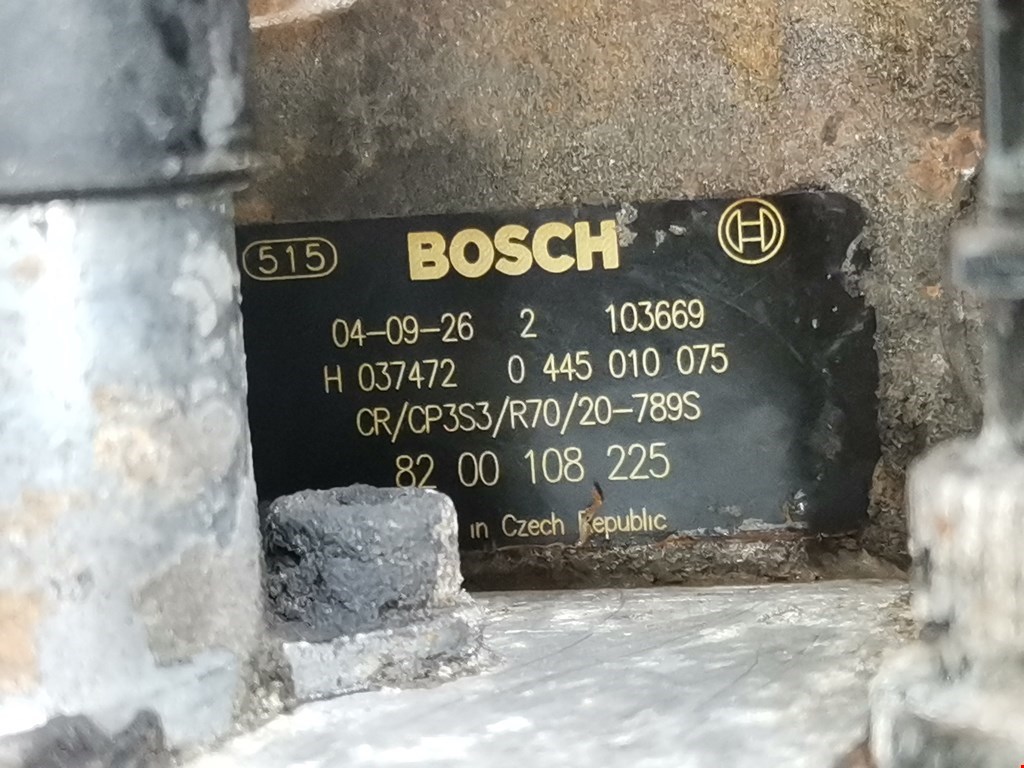 515 BOSCH
04-09-26 2 103669
H 037472 0 445 010 075
CR/CP3S3/R70/20-789S
82 00 108 225
in Czech Republic